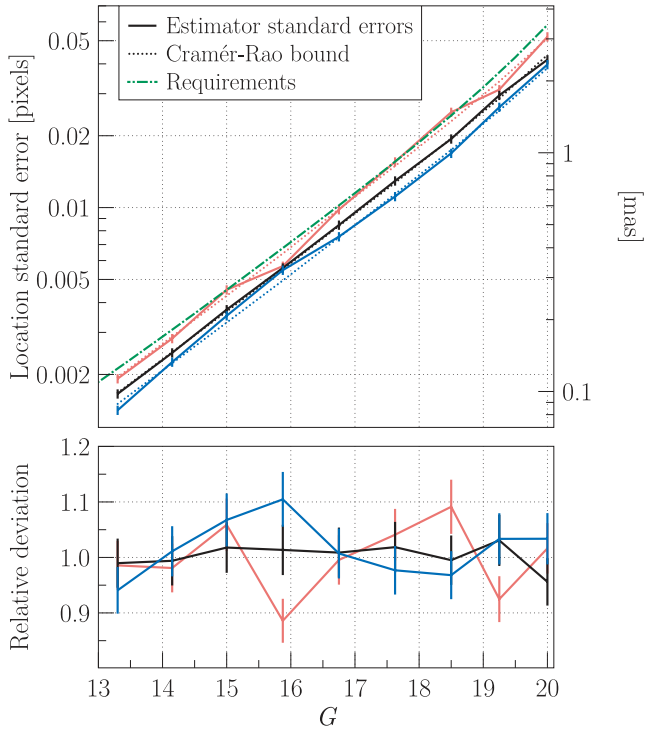 Estimator standard errors
Cramér-Rao bound
Requirements
Location standard error [pixels]
0.05
0.02
0.01
0.005
0.002
1
0.1
[mas]
Relative deviation
1.2
1.1
1.0
0.9
13 14 15 16 17 18 19 20
G